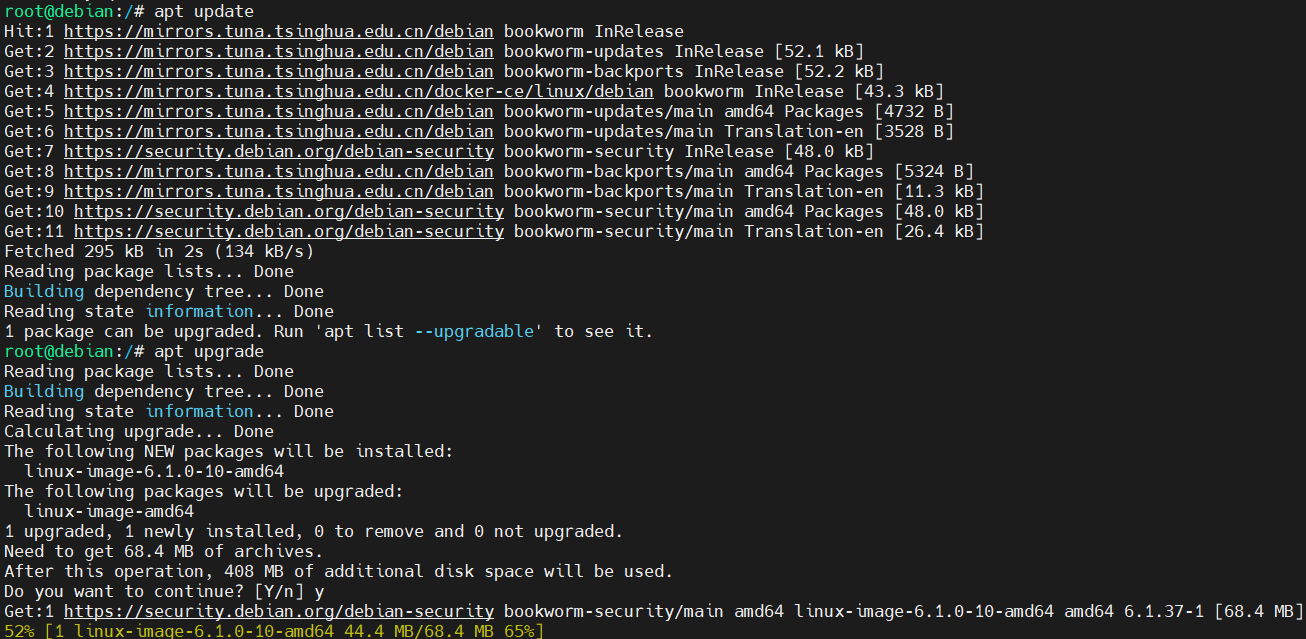 root@debian:/# apt update
Hit:1 https://mirrors.tuna.tsinghua.edu.cn/debian bookworm InRelease
Get:2 https://mirrors.tuna.tsinghua.edu.cn/debian bookworm-updates InRelease [52.1 kB]
Get:3 https://mirrors.tuna.tsinghua.edu.cn/debian bookworm-backports InRelease [52.2 kB]
Get:4 https://mirrors.tuna.tsinghua.edu.cn/docker-ce/linux/debian bookworm InRelease [43.3 kB]
Get:5 https://mirrors.tuna.tsinghua.edu.cn/debian bookworm-updates/main amd64 Packages [4732 B]
Get:6 https://mirrors.tuna.tsinghua.edu.cn/debian bookworm-updates/main Translation-en [3528 B]
Get:7 https://security.debian.org/debian-security bookworm-security InRelease [48.0 kB]
Get:8 https://mirrors.tuna.tsinghua.edu.cn/debian bookworm-backports/main amd64 Packages [5324 B]
Get:9 https://mirrors.tuna.tsinghua.edu.cn/debian bookworm-backports/main Translation-en [11.3 kB]
Get:10 https://security.debian.org/debian-security bookworm-security/main amd64 Packages [48.0 kB]
Get:11 https://security.debian.org/debian-security bookworm-security/main Translation-en [26.4 kB]
Fetched 295 kB in 2s (134 kB/s)
Reading package lists... Done
Building dependency tree... Done
Reading state information... Done
1 package can be upgraded. Run 'apt list --upgradable' to see it.
root@debian:/# apt upgrade
Reading package lists... Done
Building dependency tree... Done
Reading state information... Done
Calculating upgrade... Done
The following NEW packages will be installed:
  linux-image-6.1.0-10-amd64
The following packages will be upgraded:
  linux-image-amd64
1 upgraded, 1 newly installed, 0 to remove and 0 not upgraded.
Need to get 68.4 MB of archives.
After this operation, 408 MB of additional disk space will be used.
Do you want to continue? [Y/n] y
Get:1 https://security.debian.org/debian-security bookworm-security/main amd64 linux-image-6.1.0-10-amd64 amd64 6.1.37-1 [68.4 MB]
52% [1 linux-image-6.1.0-10-amd64 44.4 MB/68.4 MB 65%]